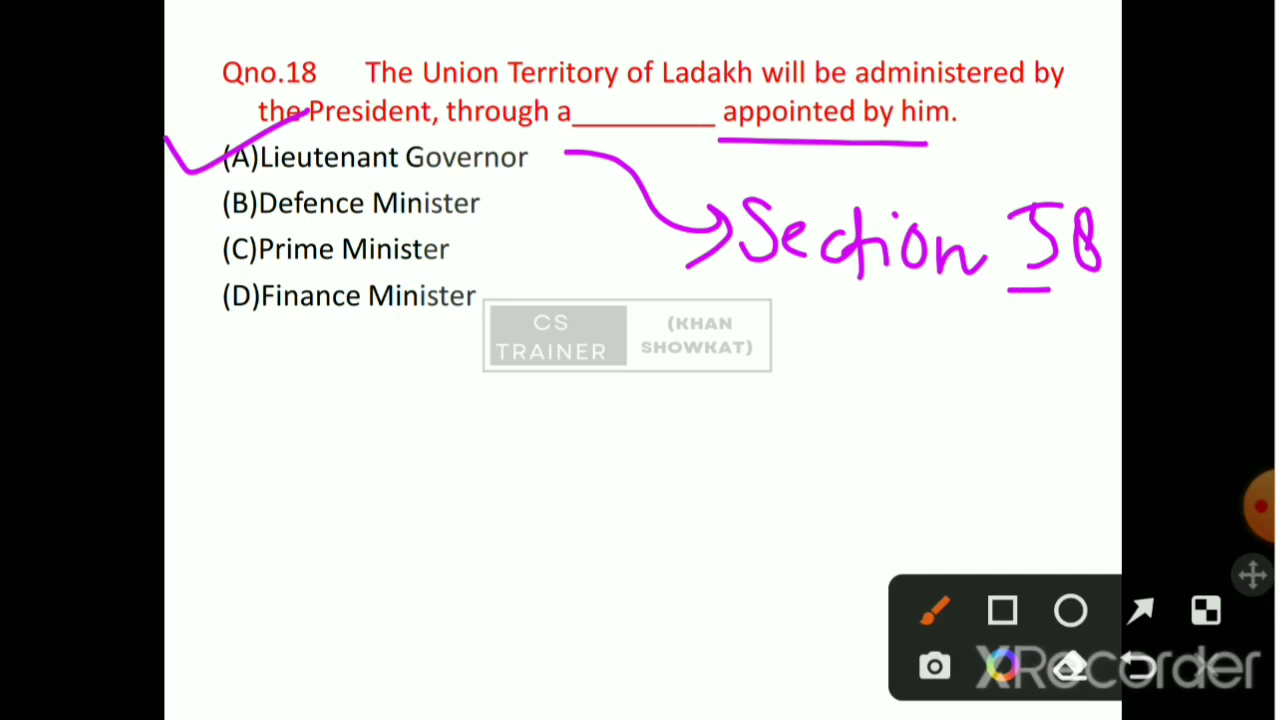 Qno.18 The Union Territory of Ladakh will be administered by
the President, through a_________ appointed by him.
(A)Lieutenant Governor
(B)Defence Minister
(C)Prime Minister
(D)Finance Minister
Section 58
CS
TRAINER
(KHAN
SHOWKAT)
XRecorder